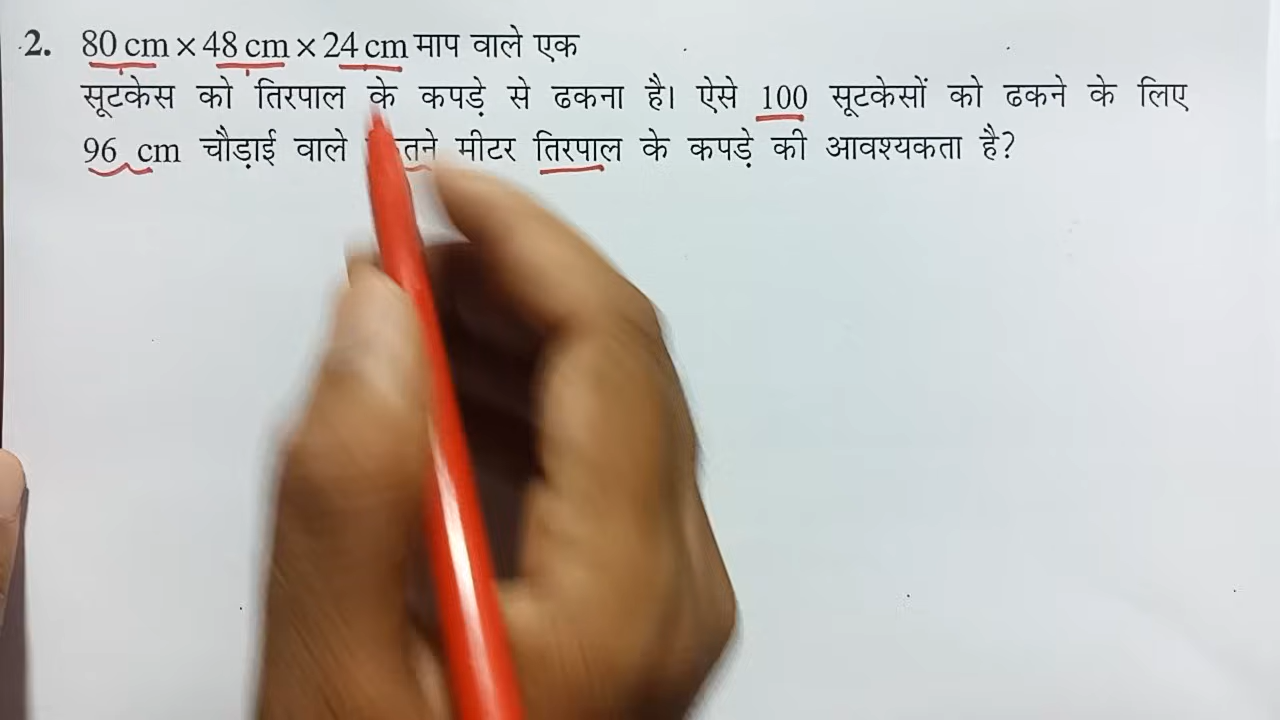 2. 80 cm × 48 cm × 24 cm माप वाले एक
सूटकेस को तिरपाल के कपड़े से ढकना है। ऐसे 100 सूटकेसों को ढकने के लिए
96 cm चौड़ाई वाले मीटर तिरपाल के कपड़े की आवश्यकता है?